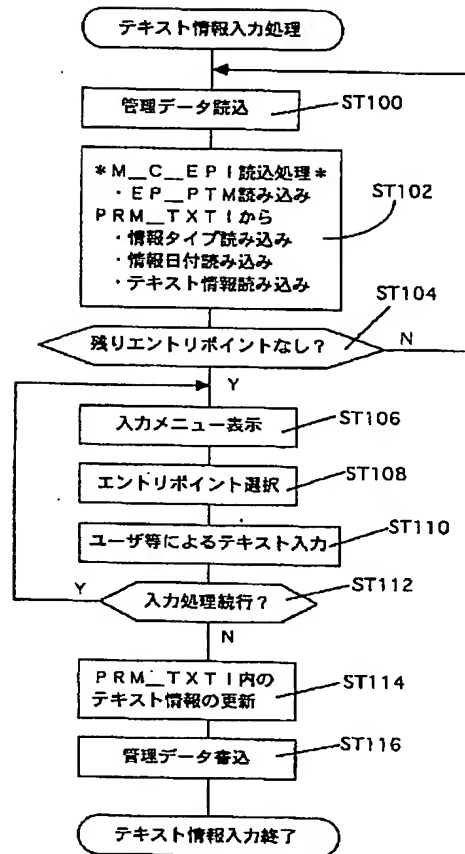 テキスト情報入力処理
管理データ読込
ST100
*M__C__EPI読込処理*
・EP__PTM読み込み
PRM__TXTIから
・情報タイプ読み込み
・情報日付読み込み
・テキスト情報読み込み
ST102
ST104
残りエントリポイントなし?
N
Y
入力メニュー表示
ST106
エントリポイント選択
ST108
ユーザ等によるテキスト入力
ST110
Y
入力処理続行?
ST112
N
PRM__TXTI内の
テキスト情報の更新
ST114
管理データ書込
ST116
テキスト情報入力終了